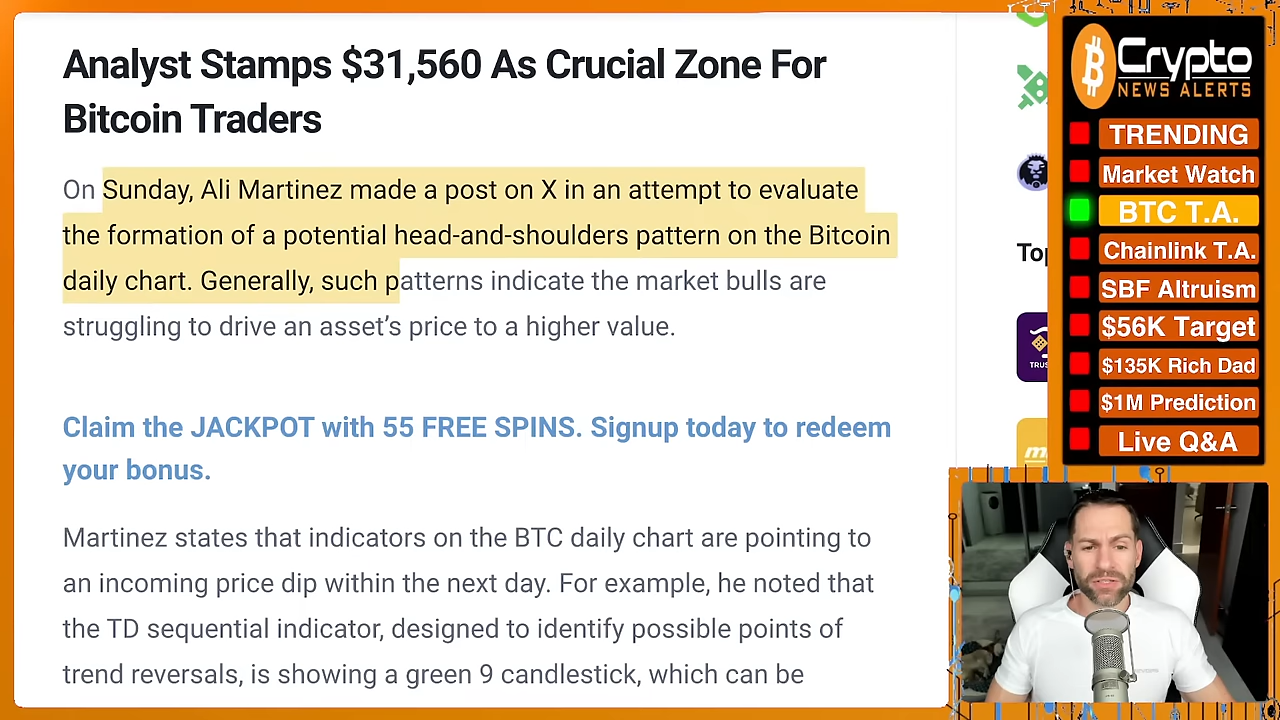 Analyst Stamps $31,560 As Crucial Zone For
Bitcoin Traders
On Sunday, Ali Martinez made a post on X in an attempt to evaluate
the formation of a potential head-and-shoulders pattern on the Bitcoin
daily chart. Generally, such patterns indicate the market bulls are
struggling to drive an asset’s price to a higher value.
Claim the JACKPOT with 55 FREE SPINS. Signup today to redeem
your bonus.
Martinez states that indicators on the BTC daily chart are pointing to
an incoming price dip within the next day. For example, he noted that
the TD sequential indicator, designed to identify possible points of
trend reversals, is showing a green 9 candlestick, which can be
Top
TRUS
Crypto
NEWS ALERTS
TRENDING
Market Watch
BTC T.A.
Chainlink T.A.
SBF Altruism
$56K Target
$135K Rich Dad
$1M Prediction
Live Q&A